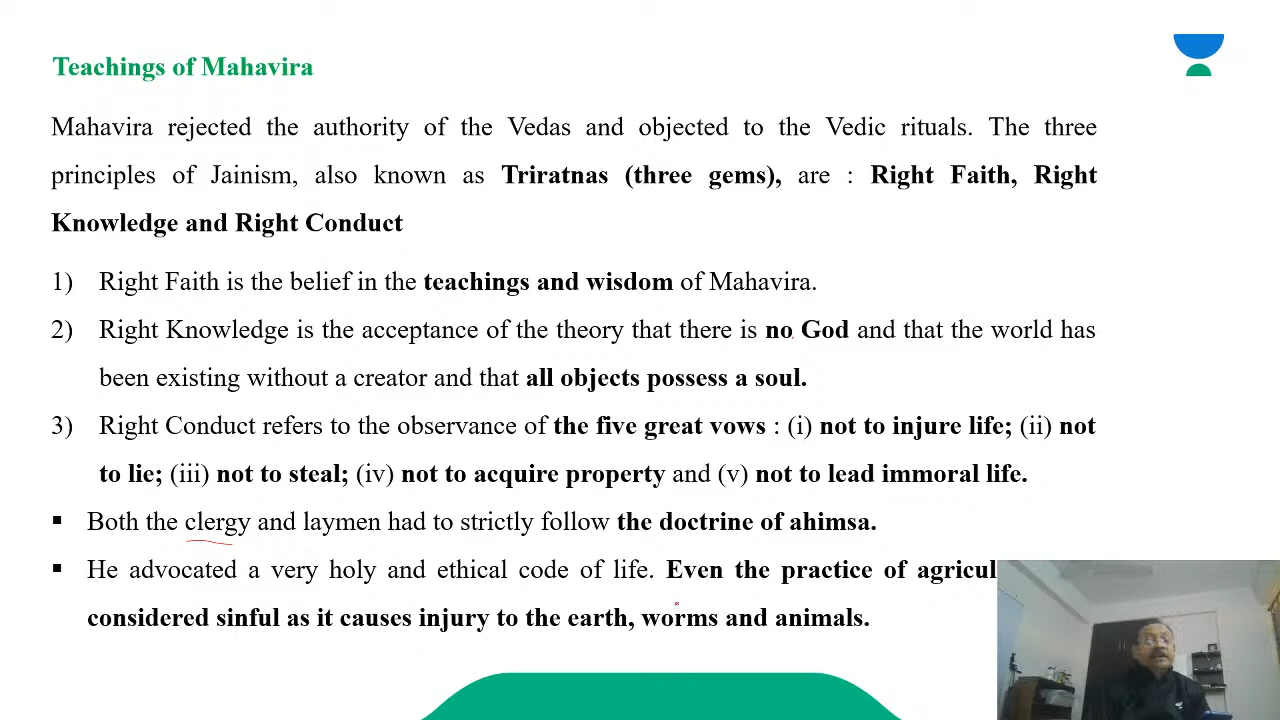 Teachings of Mahavira
Mahavira rejected the authority of the Vedas and objected to the Vedic rituals. The three
principles of Jainism, also known as Triratnas (three gems), are : Right Faith, Right
Knowledge and Right Conduct
1) Right Faith is the belief in the teachings and wisdom of Mahavira.
2) Right Knowledge is the acceptance of the theory that there is no God and that the world has
been existing without a creator and that all objects possess a soul.
3) Right Conduct refers to the observance of the five great vows : (i) not to injure life; (ii) not
to lie; (iii) not to steal; (iv) not to acquire property and (v) not to lead immoral life.
▪ Both the clergy and laymen had to strictly follow the doctrine of ahimsa.
▪ He advocated a very holy and ethical code of life. Even the practice of agricul
considered sinful as it causes injury to the earth, worms and animals.